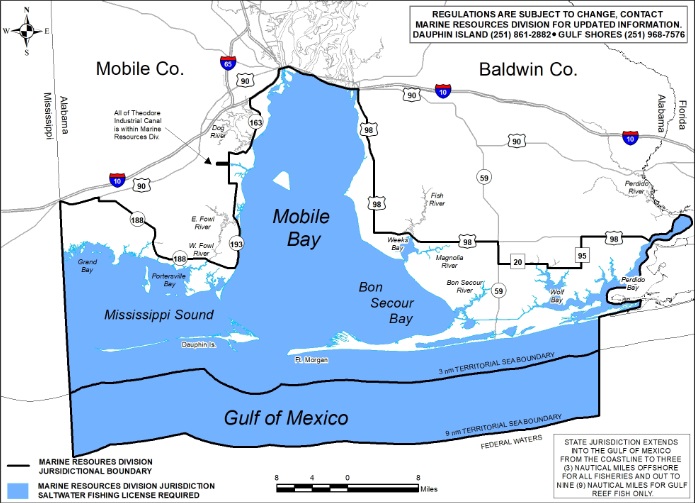 REGULATIONS ARE SUBJECT TO CHANGE, CONTACT
MARINE RESOURCES DIVISION FOR UPDATED INFORMATION.
DAUPHIN ISLAND (251) 861-2882• GULF SHORES (251) 968-7576
N
W
E
S
Mobile Co.
Baldwin Co.
65
90
10
90
Mississippi
Alabama
Alabama
Florida
All of Theodore
Industrial Canal
is within Marine
Resources Div.
Dog
River
163
98
90
10
59
10
90
Fish
River
Perdido
River
98
188
E. Fowl
River
W. Fowl
River
193
188
Mobile
Bay
Weeks
Bay
98
Magnolia
River
20
95
98
Grand
Bay
Portersville
Bay
Bon
Secour
Bay
Bon Secour
River
59
Wolf
Bay
Perdido
Bay
Mississippi Sound
Dauphin Is.
Ft. Morgan
3 nm TERRITORIAL SEA BOUNDARY
Gulf of Mexico
9 nm TERRITORIAL SEA BOUNDARY
FEDERAL WATERS
MARINE RESOURES DIVISION
JURISDICTIONAL BOUNDARY
MARINE RESOURCES DIVISION JURISDICTION
SALTWATER FISHING LICENSE REQUIRED
8 4 0 8
Miles
STATE JURISDICTION EXTENDS
INTO THE GULF OF MEXICO
FROM THE COASTLINE TO THREE
(3) NAUTICAL MILES OFFSHORE
FOR ALL FISHERIES AND OUT TO
NINE (9) NAUTICAL MILES FOR GULF
REEF FISH ONLY.